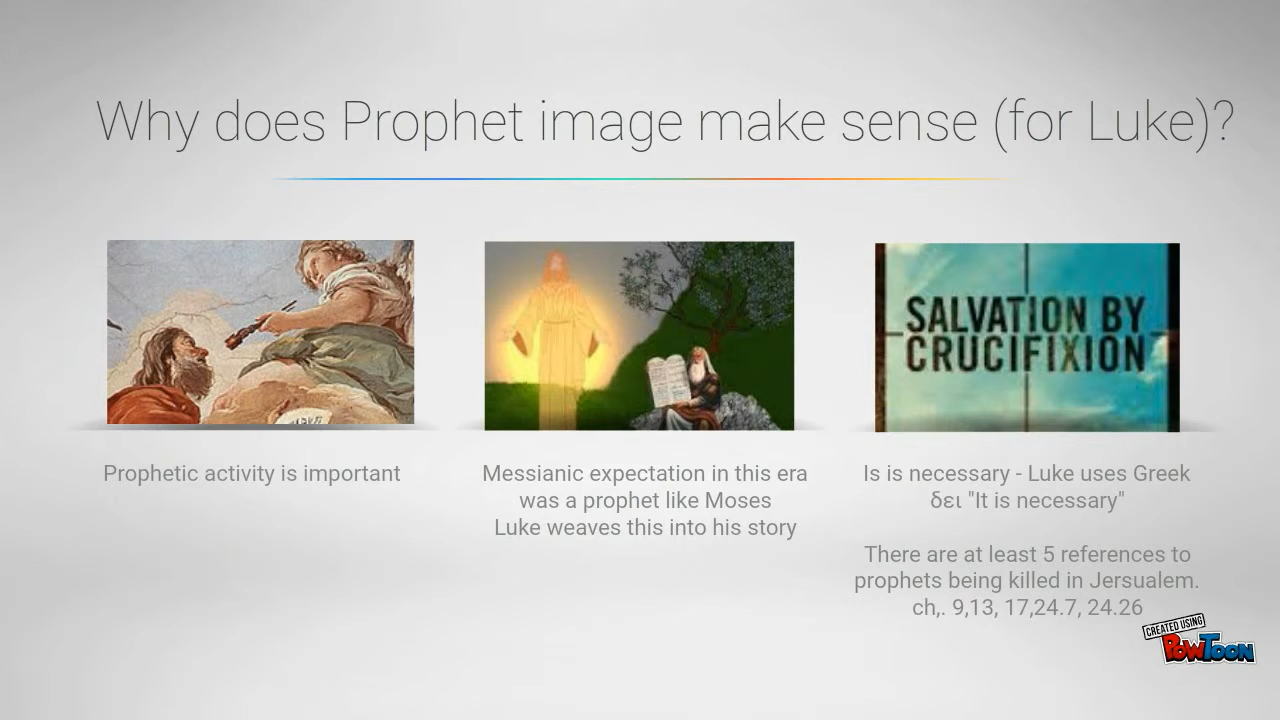 Why does Prophet image make sense (for Luke)?
SALVATION BY
CRUCIFIXION
Prophetic activity is important
Messianic expectation in this era
was a prophet like Moses
Luke weaves this into his story
Is is necessary - Luke uses Greek
δει "It is necessary"
There are at least 5 references to
prophets being killed in Jersualem.
ch,. 9,13, 17,24.7, 24.26
CREATED USING
POWTOON